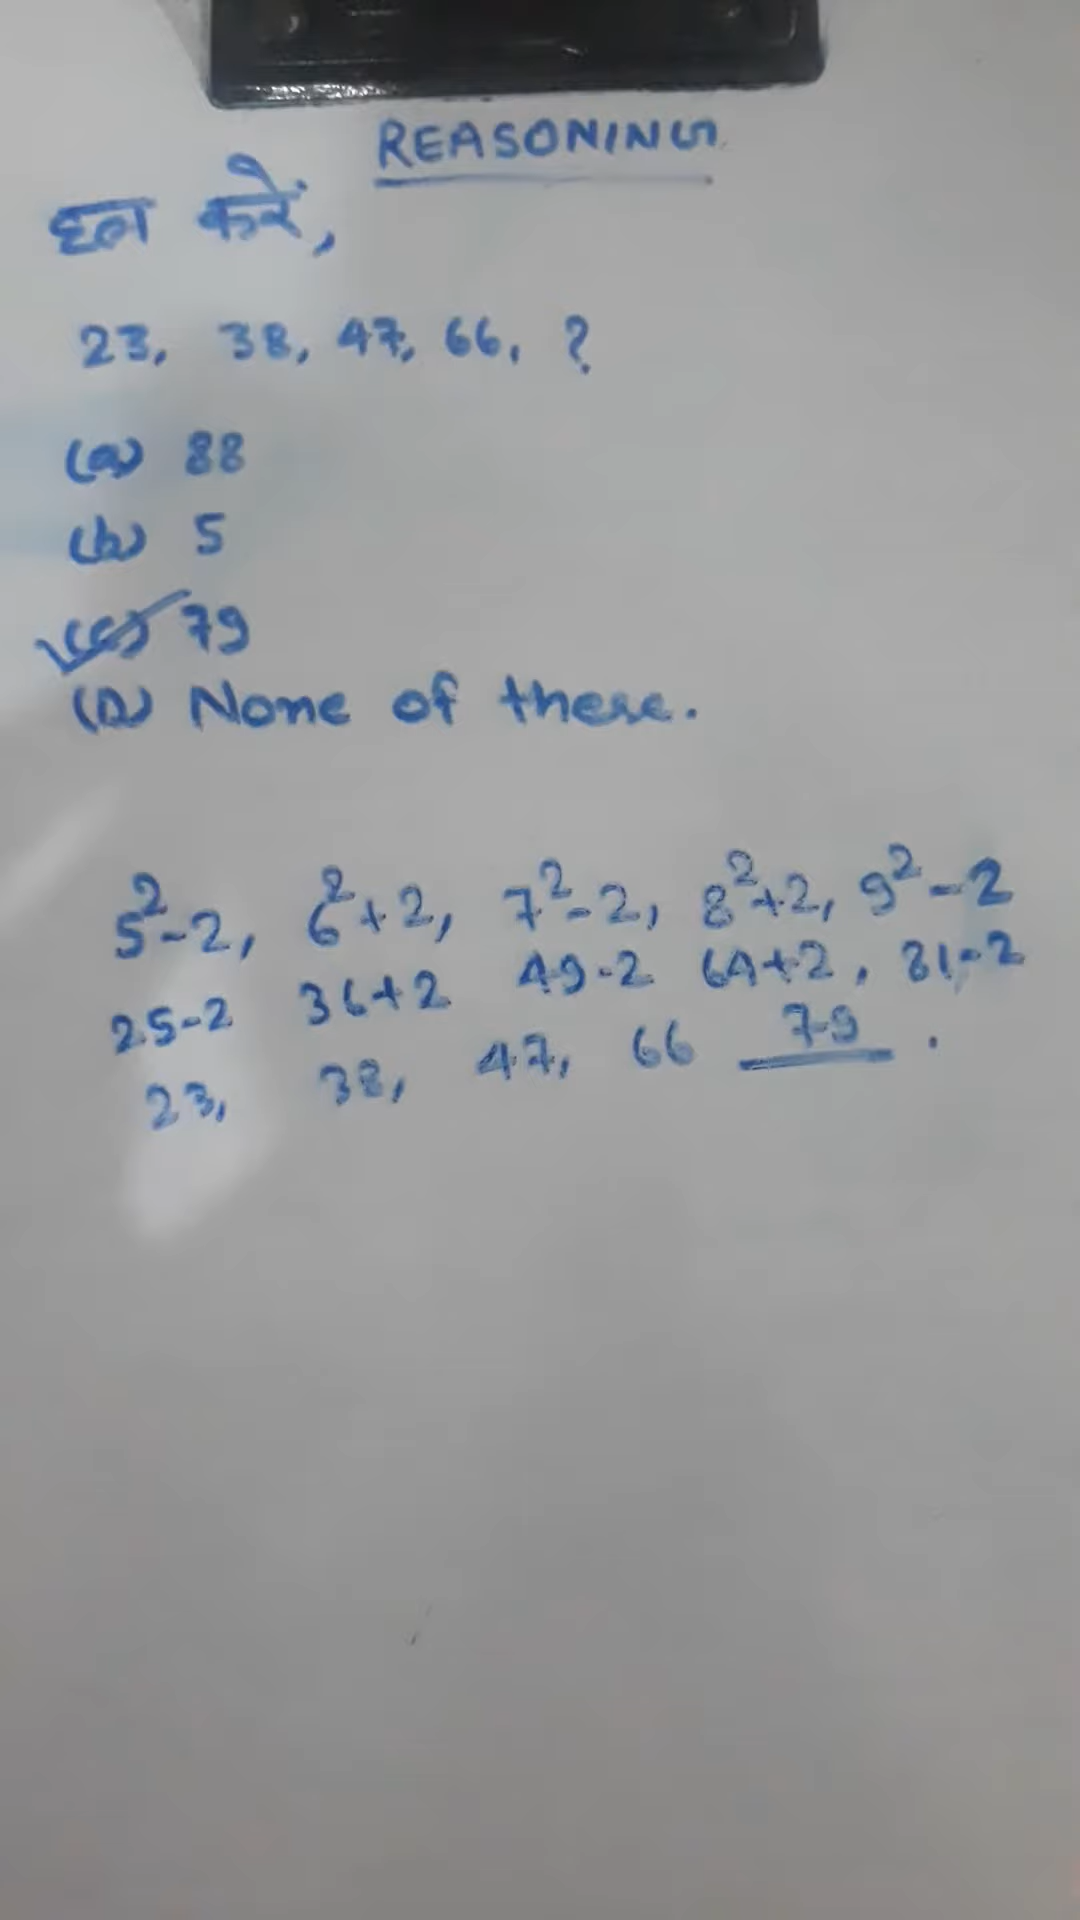 REASONING
हल करें,
23, 38, 47, 66, ?
(a) 88
(b) 5
(c) 79
(D) None of these.
5²-2, 6²+2, 7²-2, 8²+2, 9²-2
25-2 36+2 49-2 64+2, 81-2
23, 38, 47, 66 79.